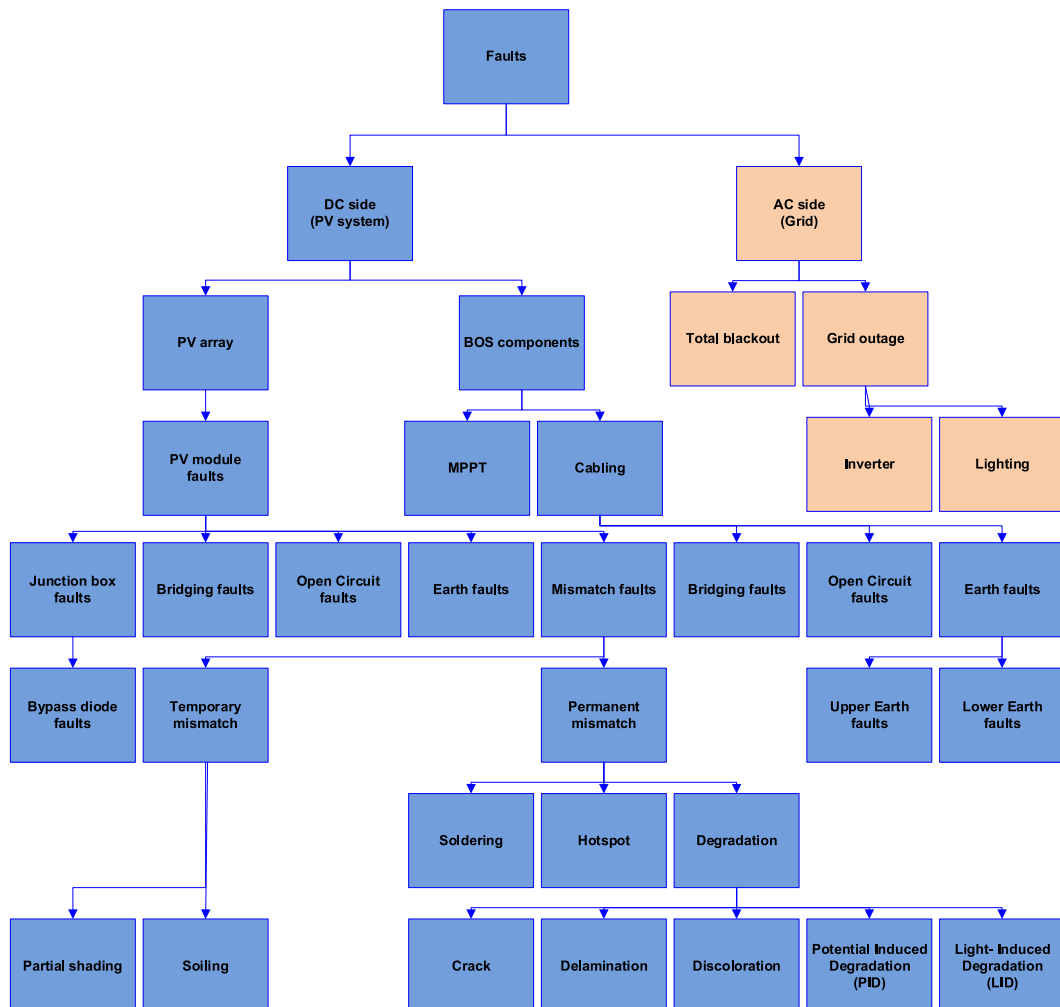 Faults
DC side
(PV system)
AC side
(Grid)
PV array
BOS components
Total blackout
Grid outage
PV module
faults
MPPT
Cabling
Inverter
Lighting
Junction box
faults
Bridging faults
Open Circuit
faults
Earth faults
Mismatch faults
Bridging faults
Open Circuit
faults
Earth faults
Bypass diode
faults
Temporary
mismatch
Permanent
mismatch
Upper Earth
faults
Lower Earth
faults
Soldering
Hotspot
Degradation
Partial shading
Soiling
Crack
Delamination
Discoloration
Potential Induced
Degradation
(PID)
Light- Induced
Degradation
(LID)